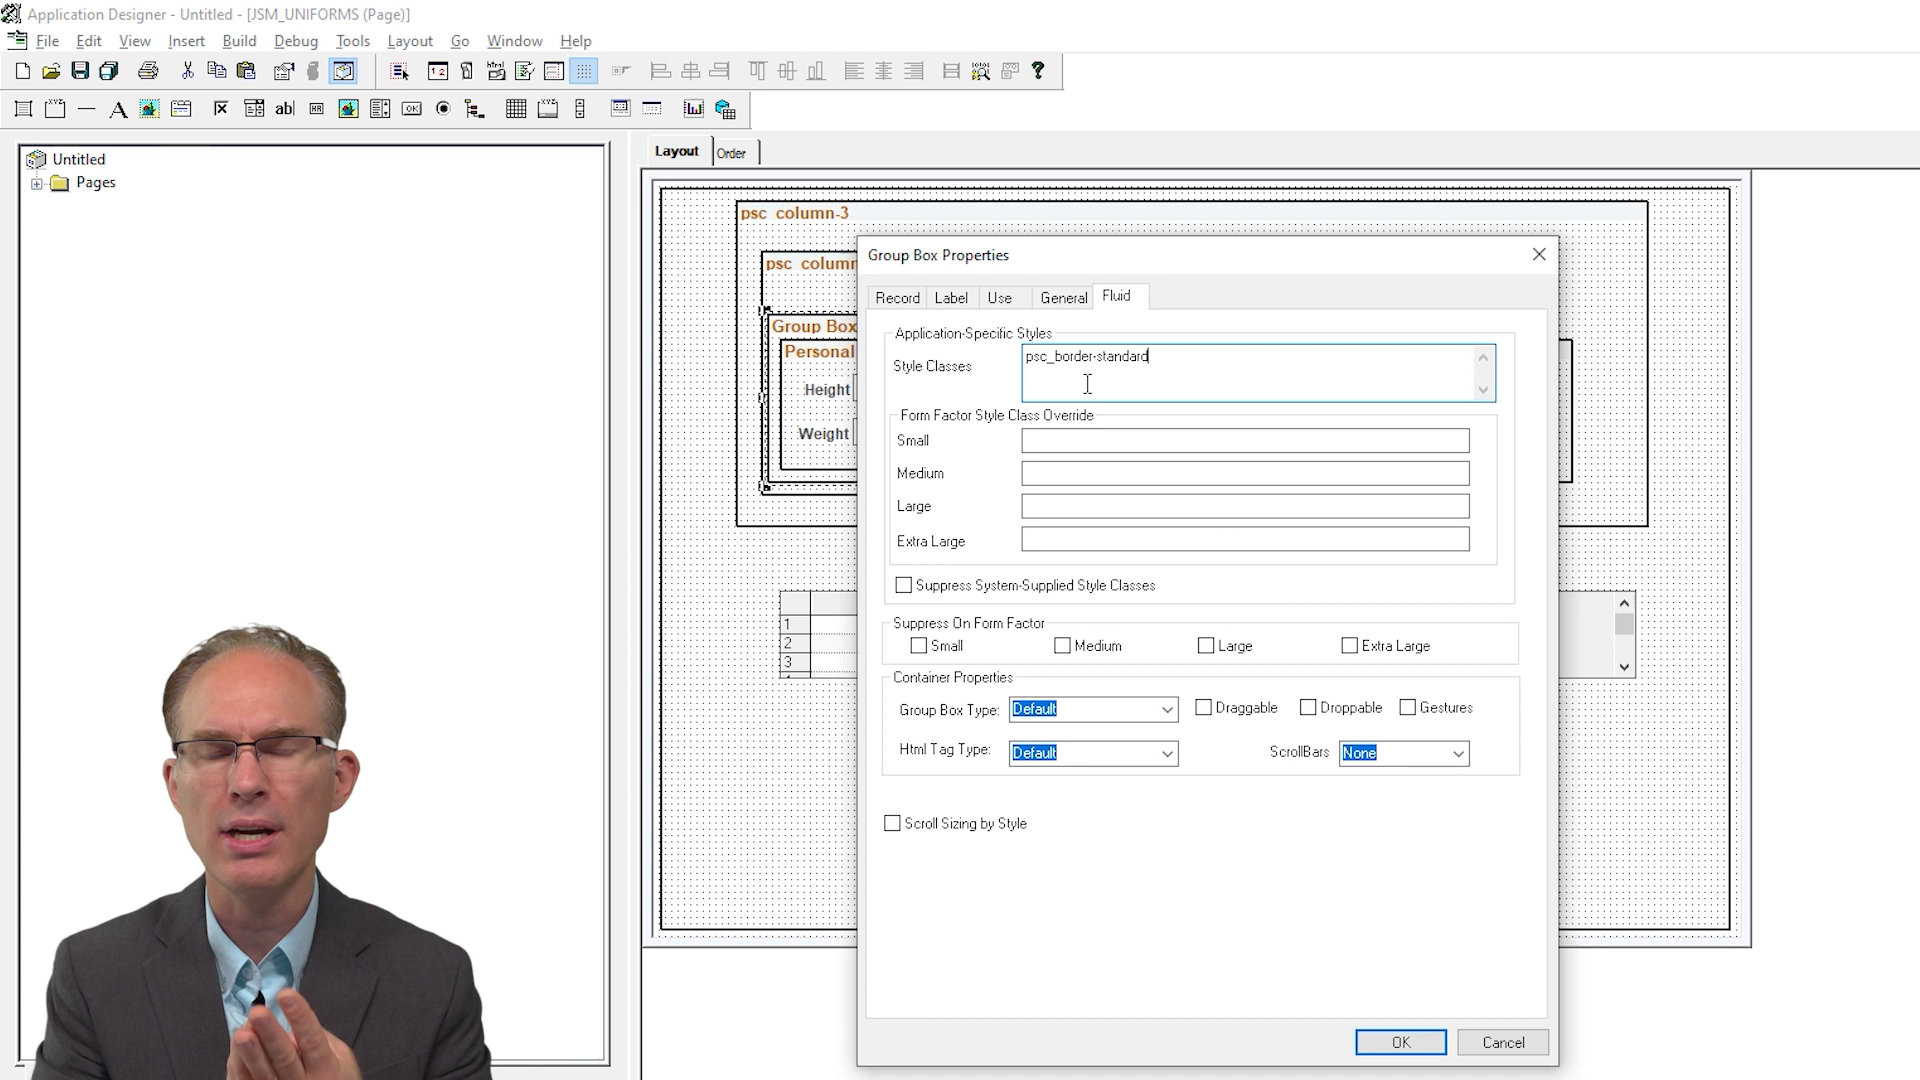 Application Designer - Untitled - [JSM_UNIFORMS (Page)]
File Edit View Insert Build Debug Tools Layout Go Window Help
Untitled
Pages
Layout Order
psc_column-3
psc_column
Group Box
Personal
Height
Weight
1
2
3
Group Box Properties
Record Label Use General Fluid
Application-Specific Styles
Style Classes psc_border-standard
Form Factor Style Class Override
Small
Medium
Large
Extra Large
Suppress System-Supplied Style Classes
Suppress On Form Factor
Small Medium Large Extra Large
Container Properties
Group Box Type: Default Draggable Droppable Gestures
Html Tag Type: Default ScrollBars None
Scroll Sizing by Style
OK Cancel